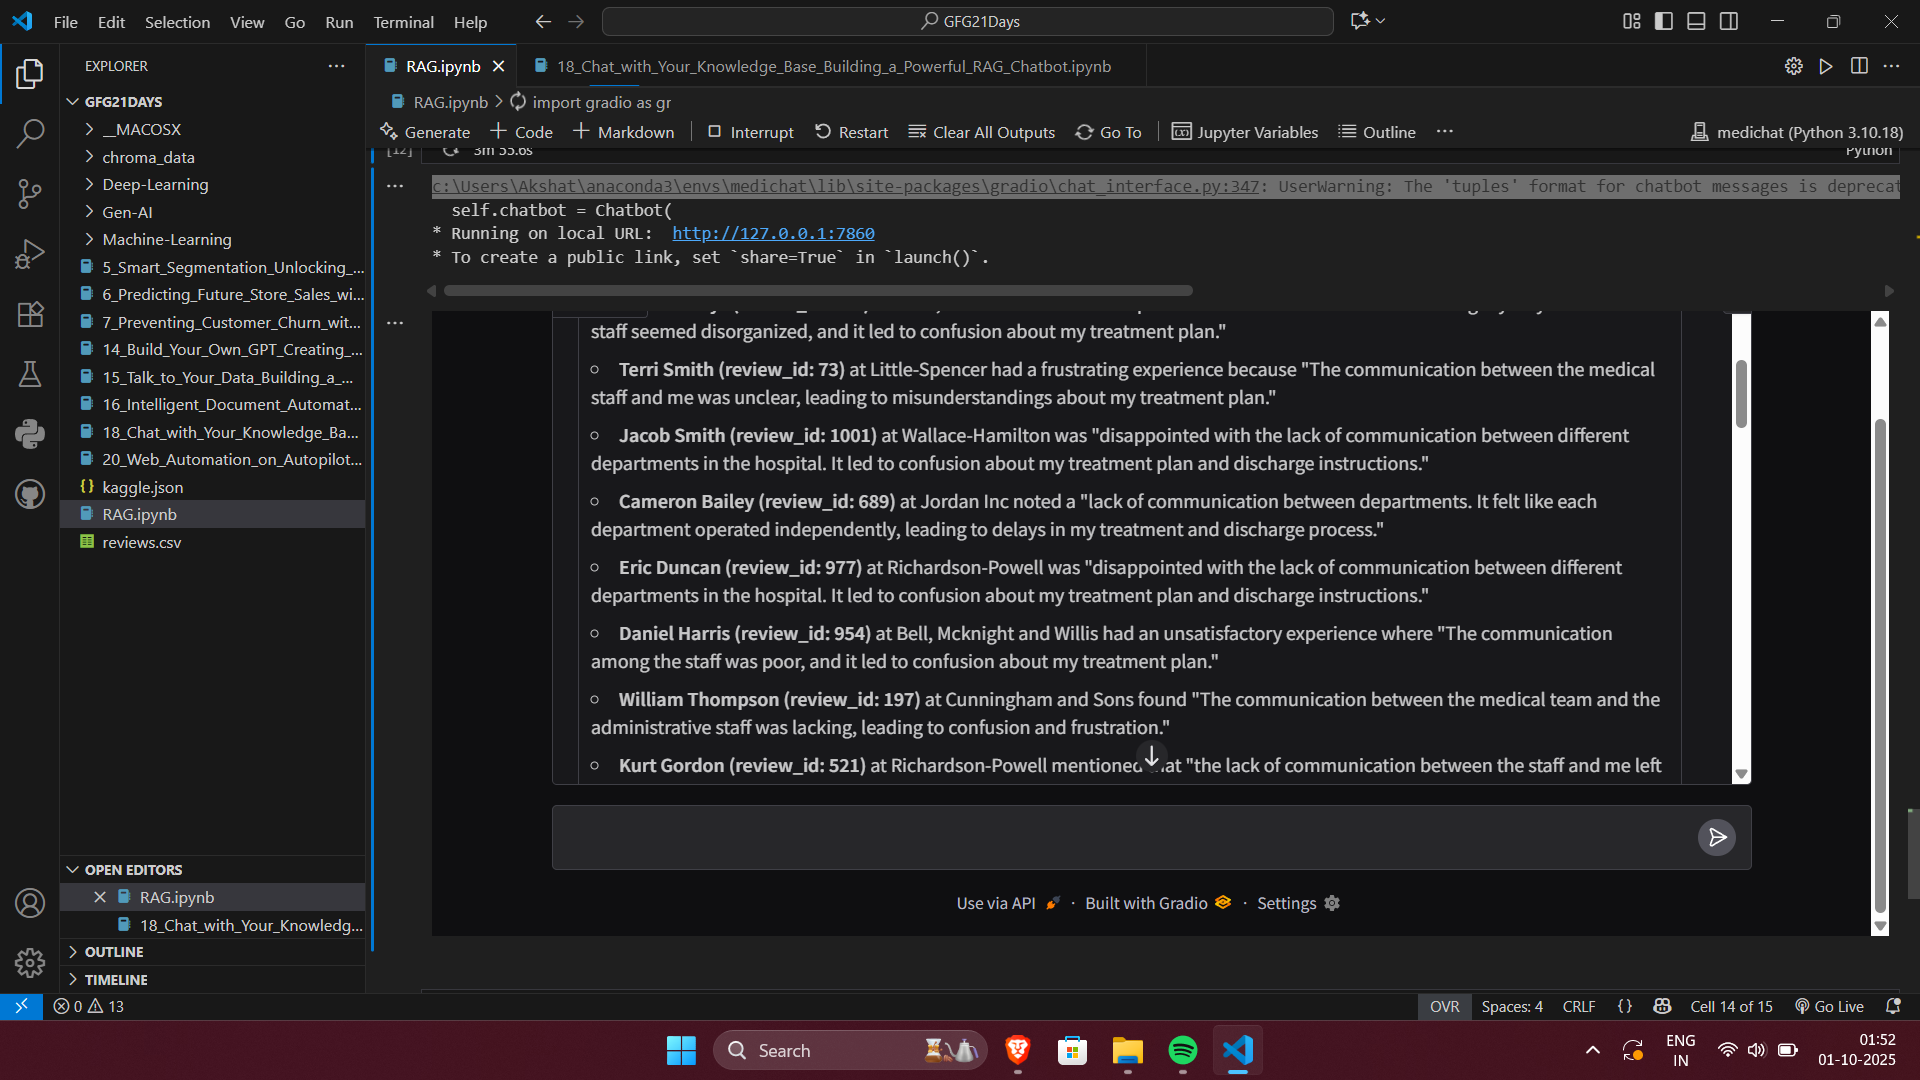 File Edit Selection View Go Run Terminal Help
GFG21Days
EXPLORER
GFG21DAYS
__MACOSX
chroma_data
Deep-Learning
Gen-AI
Machine-Learning
5_Smart_Segmentation_Unlocking_...
6_Predicting_Future_Store_Sales_wi...
7_Preventing_Customer_Churn_wit...
14_Build_Your_Own_GPT_Creating_...
15_Talk_to_Your_Data_Building_a_...
16_Intelligent_Document_Automat...
18_Chat_with_Your_Knowledge_Ba...
20_Web_Automation_on_Autopilot...
kaggle.json
RAG.ipynb
reviews.csv
OPEN EDITORS
RAG.ipynb
18_Chat_with_Your_Knowledg...
OUTLINE
TIMELINE
RAG.ipynb
18_Chat_with_Your_Knowledge_Base_Building_a_Powerful_RAG_Chatbot.ipynb
RAG.ipynb > import gradio as gr
Generate + Code + Markdown Interrupt Restart Clear All Outputs Go To Jupyter Variables Outline ... medichat (Python 3.10.18)
[12] 3m 55.6s Python
c:\Users\Akshat\anaconda3\envs\medichat\lib\site-packages\gradio\chat_interface.py:347: UserWarning: The 'tuples' format for chatbot messages is deprecat
self.chatbot = Chatbot(
* Running on local URL: http://127.0.0.1:7860
* To create a public link, set `share=True` in `launch()`.
staff seemed disorganized, and it led to confusion about my treatment plan."
Terri Smith (review_id: 73) at Little-Spencer had a frustrating experience because "The communication between the medical
staff and me was unclear, leading to misunderstandings about my treatment plan."
Jacob Smith (review_id: 1001) at Wallace-Hamilton was "disappointed with the lack of communication between different
departments in the hospital. It led to confusion about my treatment plan and discharge instructions."
Cameron Bailey (review_id: 689) at Jordan Inc noted a "lack of communication between departments. It felt like each
department operated independently, leading to delays in my treatment and discharge process."
Eric Duncan (review_id: 977) at Richardson-Powell was "disappointed with the lack of communication between different
departments in the hospital. It led to confusion about my treatment plan and discharge instructions."
Daniel Harris (review_id: 954) at Bell, Mcknight and Willis had an unsatisfactory experience where "The communication
among the staff was poor, and it led to confusion about my treatment plan."
William Thompson (review_id: 197) at Cunningham and Sons found "The communication between the medical team and the
administrative staff was lacking, leading to confusion and frustration."
Kurt Gordon (review_id: 521) at Richardson-Powell mentioned that "the lack of communication between the staff and me left
Use via API · Built with Gradio · Settings
0 13
OVR Spaces: 4 CRLF {} Cell 14 of 15 Go Live
Search
ENG
IN
01:52
01-10-2025